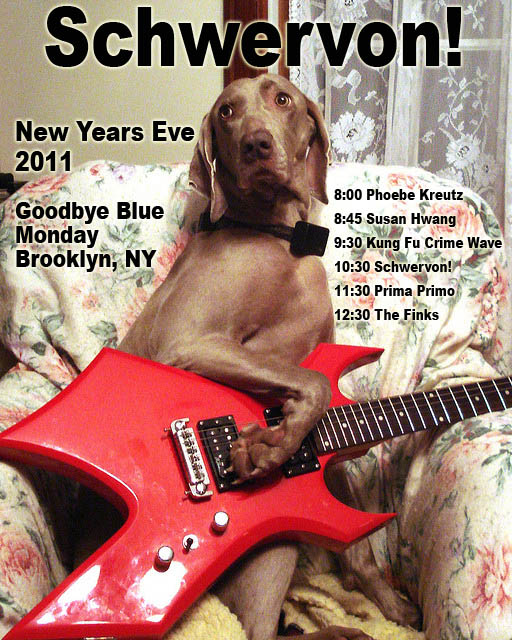 Schwervon!
New Years Eve
2011
Goodbye Blue
Monday
Brooklyn, NY
8:00 Phoebe Kreutz
8:45 Susan Hwang
9:30 Kung Fu Crime Wave
10:30 Schwervon!
11:30 Prima Primo
12:30 The Finks